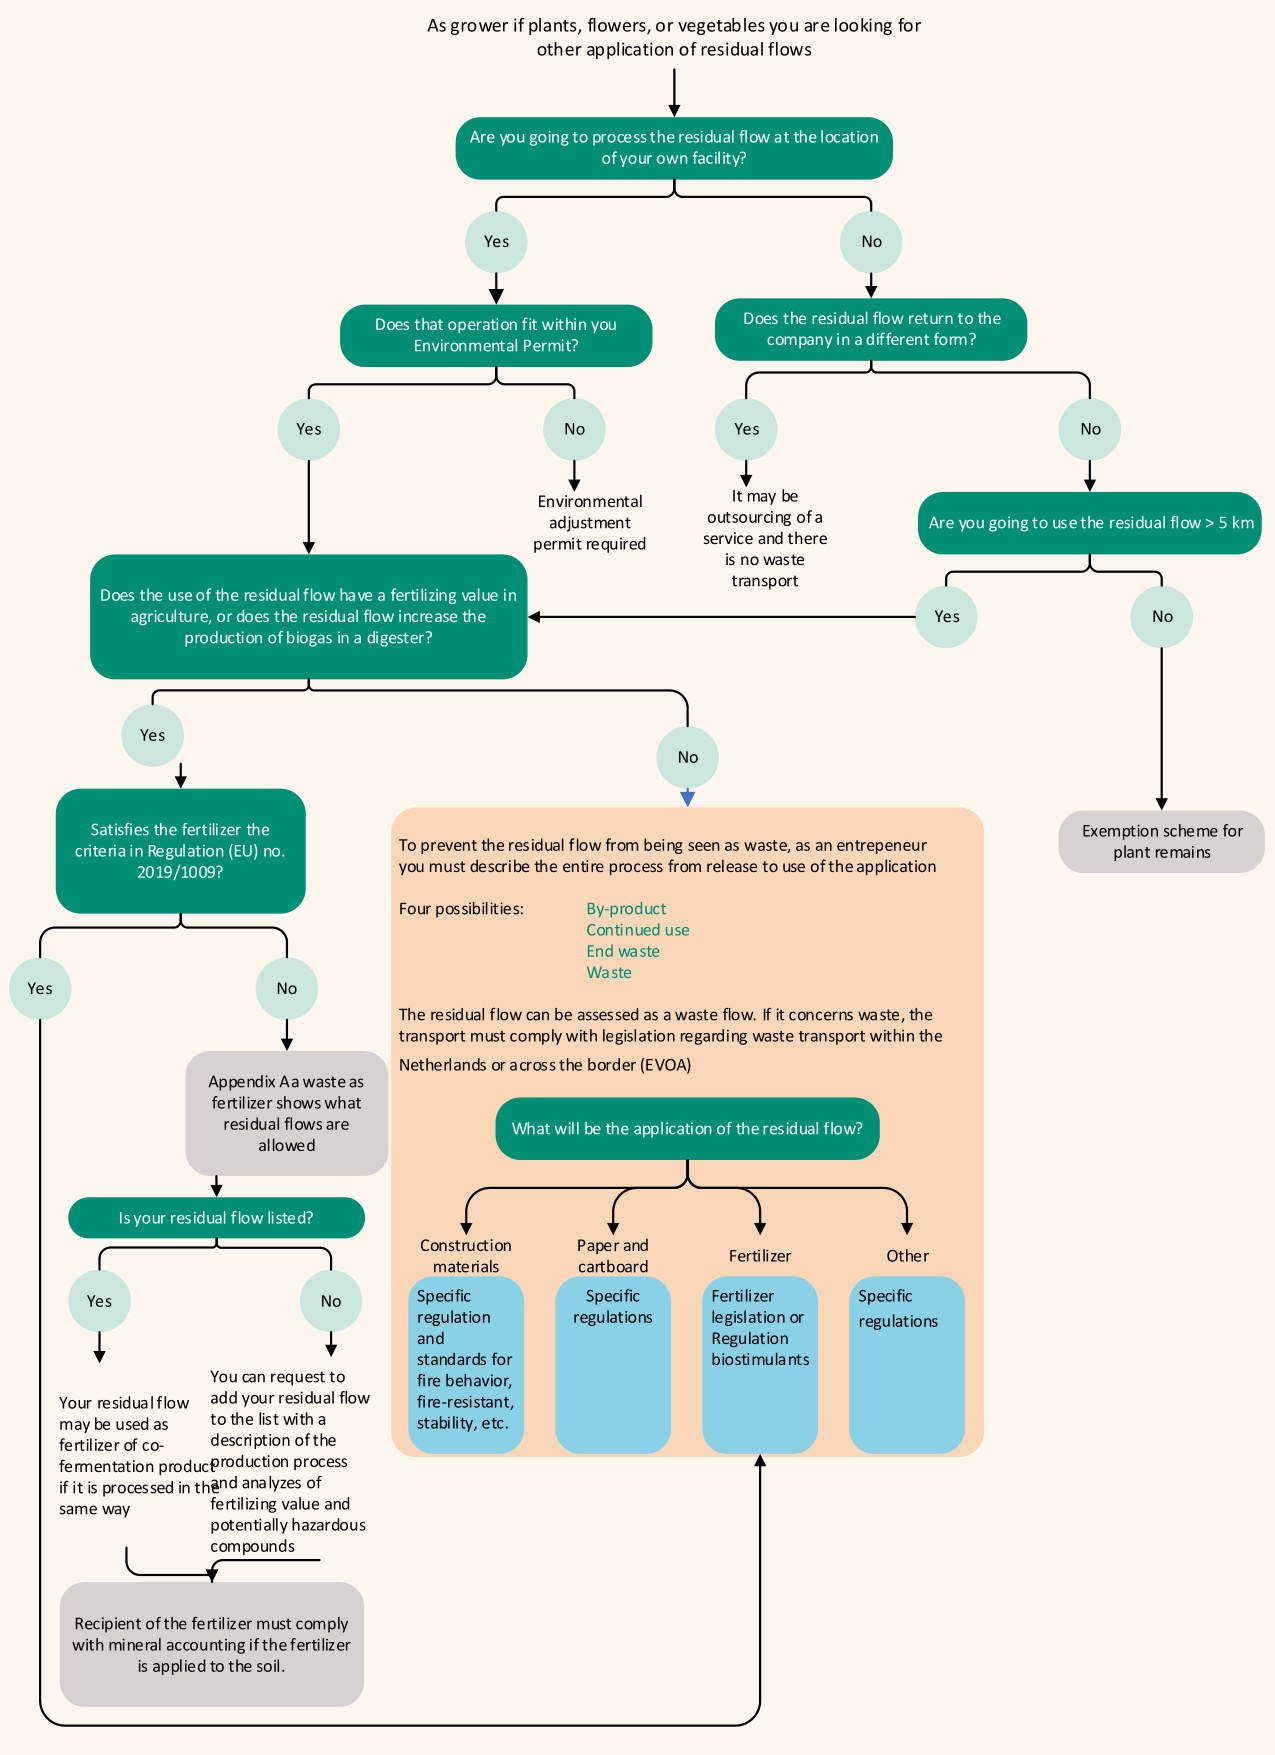 As grower if plants, flowers, or vegetables you are looking for
other application of residual flows
Are you going to process the residual flow at the location
of your own facility?
Yes
No
Does that operation fit within you
Environmental Permit?
Does the residual flow return to the
company in a different form?
Yes
No
Yes
No
Environmental
adjustment
permit required
It may be
outsourcing of a
service and there
is no waste
transport
Are you going to use the residual flow > 5 km
Does the use of the residual flow have a fertilizing value in
agriculture, or does the residual flow increase the
production of biogas in a digester?
Yes
No
Yes
No
Exemption scheme for
plant remains
Satisfies the fertilizer the
criteria in Regulation (EU) no.
2019/1009?
To prevent the residual flow from being seen as waste, as an entrepeneur
you must describe the entire process from release to use of the application
Four possibilities:
By-product
Continued use
End waste
Waste
The residual flow can be assessed as a waste flow. If it concerns waste, the
transport must comply with legislation regarding waste transport within the
Netherlands or across the border (EVOA)
Yes
No
Appendix Aa waste as
fertilizer shows what
residual flows are
allowed
Is your residual flow listed?
Yes
No
Your residual flow
may be used as
fertilizer of co-
fermentation product
if it is processed in the
same way
You can request to
add your residual flow
to the list with a
description of the
production process
and analyzes of
fertilizing value and
potentially hazardous
compounds
Recipient of the fertilizer must comply
with mineral accounting if the fertilizer
is applied to the soil.
What will be the application of the residual flow?
Construction
materials
Paper and
cartboard
Fertilizer
Other
Specific
regulation
and
standards for
fire behavior,
fire-resistant,
stability, etc.
Specific
regulations
Fertilizer
legislation or
Regulation
biostimulants
Specific
regulations